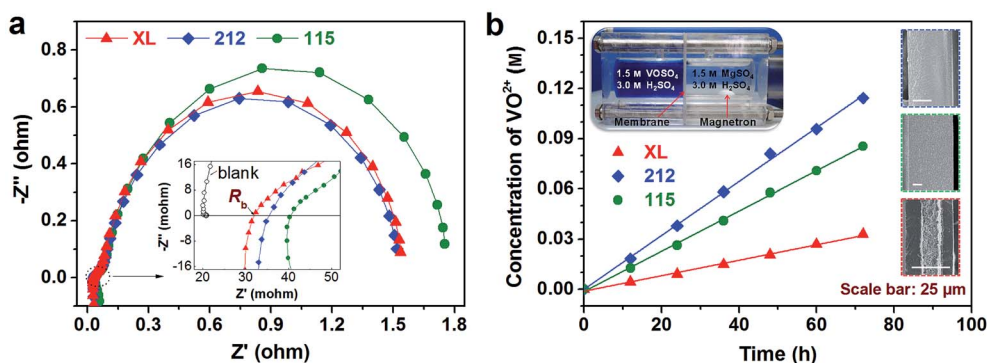 a
XL 212 115
-Z'' (ohm)
0.8
0.6
0.4
0.2
0.0
0.0 0.3 0.6 0.9 1.2 1.5 1.8
Z' (ohm)
-Z'' (mohm)
16
8
0
-8
-16
20 30 40 50
Z' (mohm)
blank
Rb
b
Concentration of VO²⁺ (M)
0.15
0.12
0.09
0.06
0.03
0.00
0 20 40 60 80 100
Time (h)
1.5 M VOSO₄ 1.5 M MgSO₄
3.0 M H₂SO₄ 3.0 M H₂SO₄
Membrane Magnetron
XL
212
115
Scale bar: 25 μm